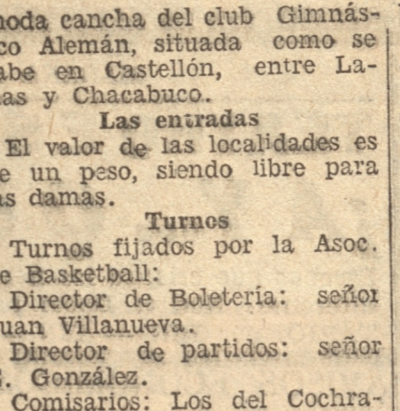 moda cancha del club Gimnás-
co Alemán, situada como se
abe en Castellón, entre La-
as y Chacabuco.
Las entradas
El valor de las localidades es
e un peso, siendo libre para
as damas.
Turnos
Turnos fijados por la Asoc.
e Basketball:
Director de Boletería: señor
uan Villanueva.
Director de partidos: señor
G. González.
Comisarios: Los del Cochra-